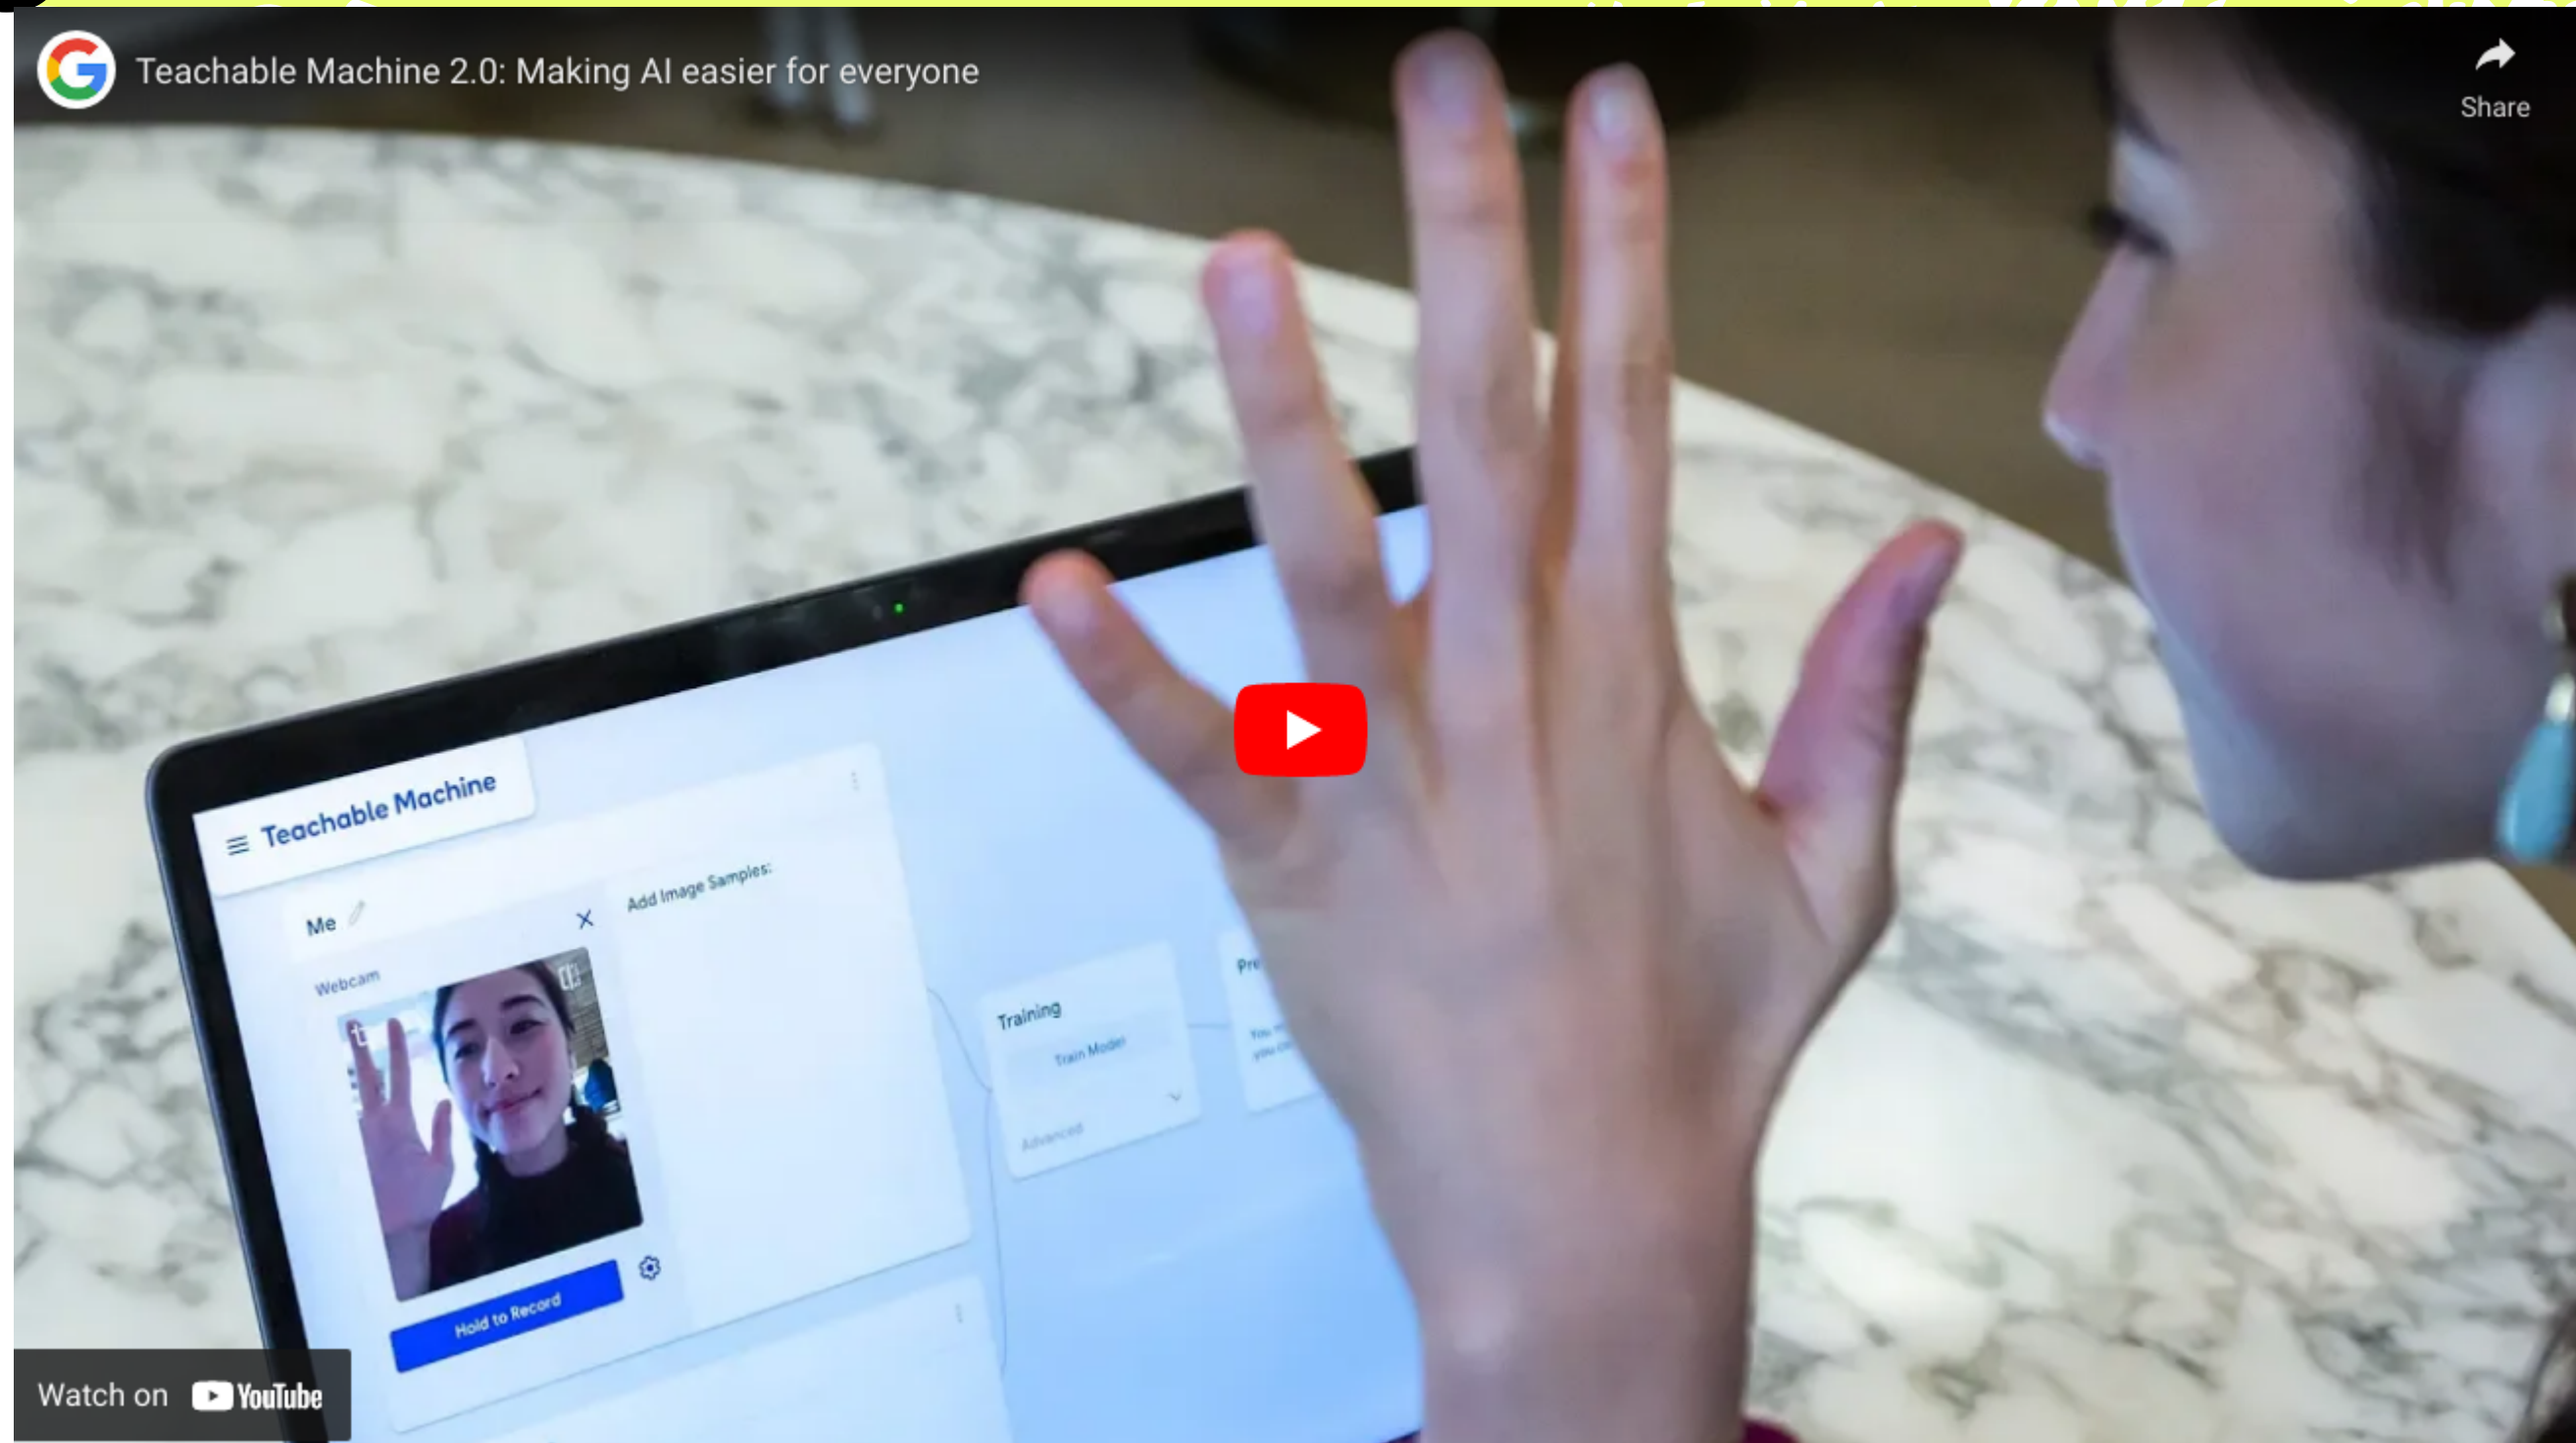 Teachable Machine 2.0: Making AI easier for everyone
Share
Teachable Machine
Me
Add Image Samples:
Webcam
Training
Train Model
Advanced
Hold to Record
Watch on YouTube